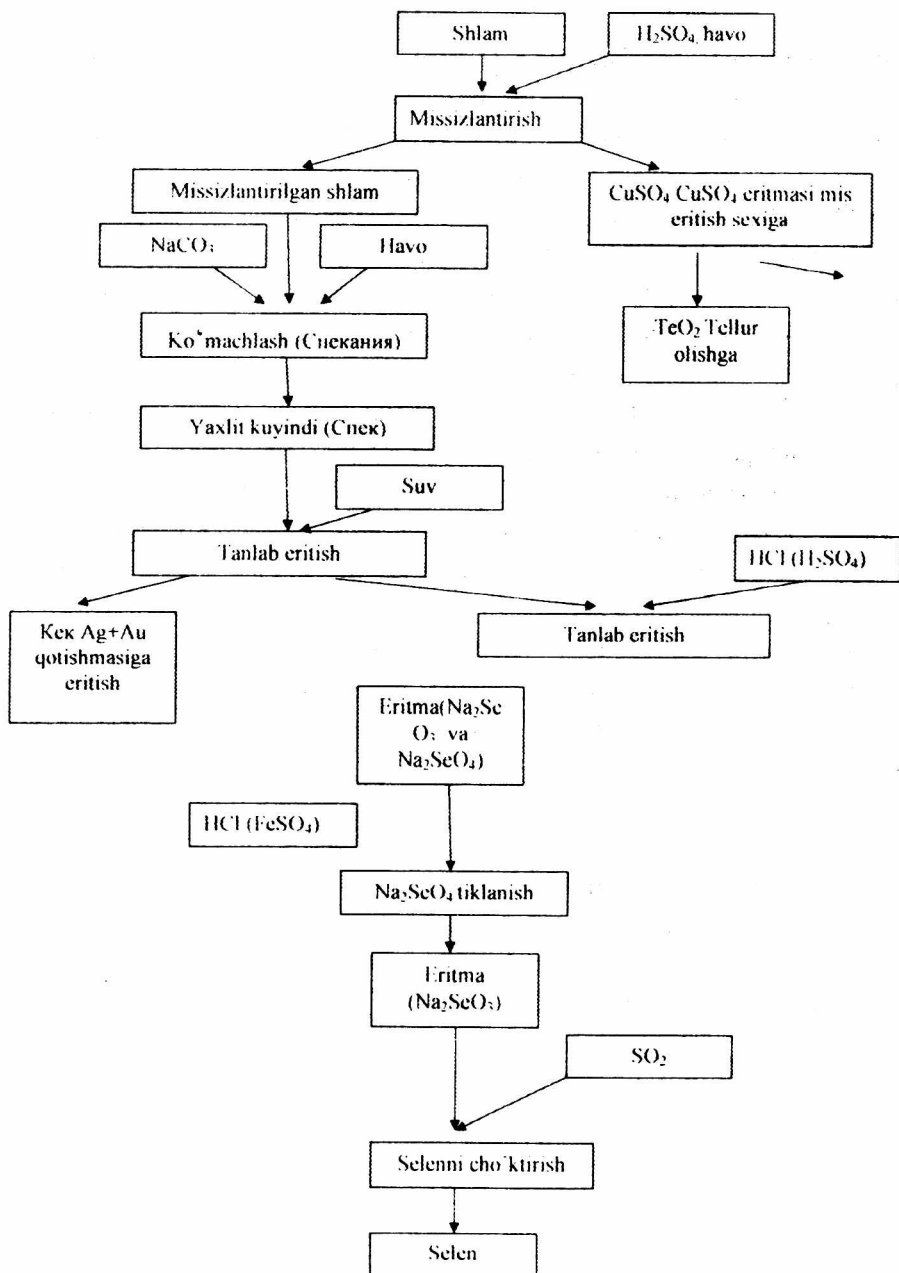 Shlam
H₂SO₄, havo
Missizlantirish
Missizlantirilgan shlam
CuSO₄ CuSO₄ eritmasi mis
eritish sexiga
NaCO₃
Havo
TeO₂ Tellur
olishga
Ko‘machlash (Спекания)
Yaxlit kuyindi (Спек)
Suv
Tanlab eritish
HCl (H₂SO₄)
Кек Ag+Au
qotishmasiga
eritish
Tanlab eritish
Eritma(Na₂Se
O₃ va
Na₂SeO₄)
HCl (FeSO₄)
Na₂SeO₄ tiklanish
Eritma
(Na₂SeO₃)
SO₂
Selenni cho‘ktirish
Selen